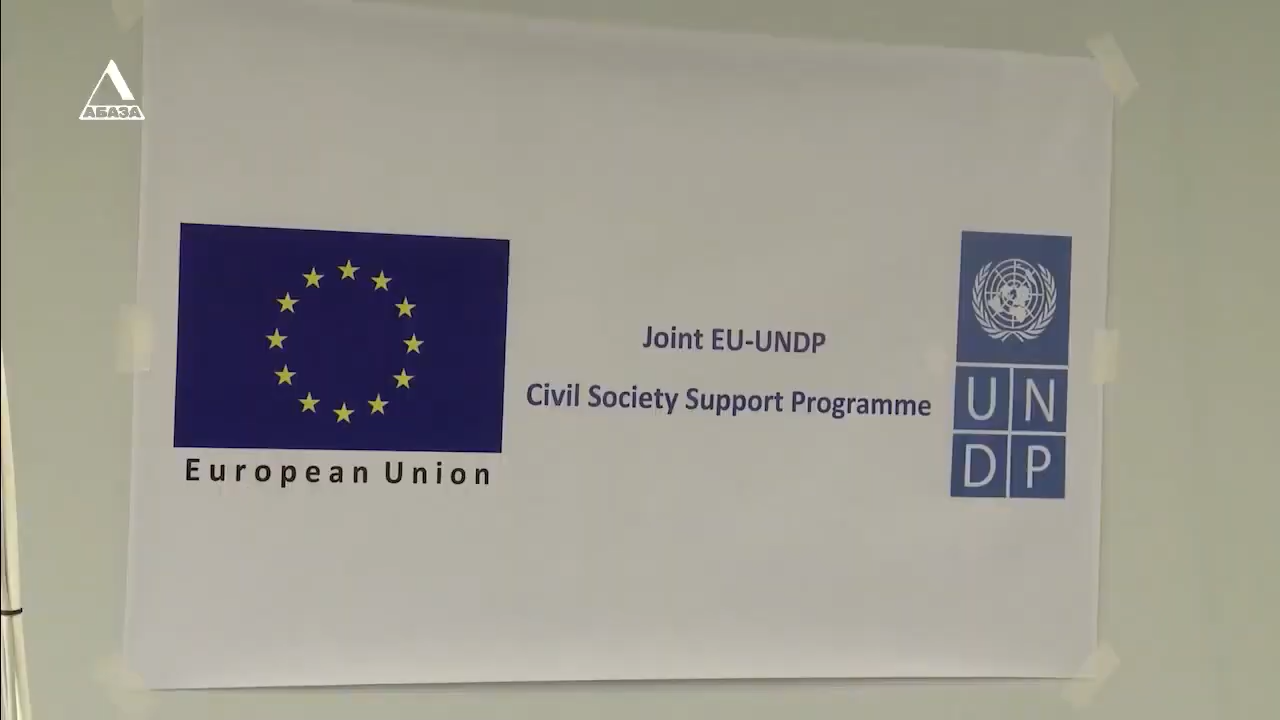 АБАЗА
Joint EU-UNDP
Civil Society Support Programme
European Union
UN
DP